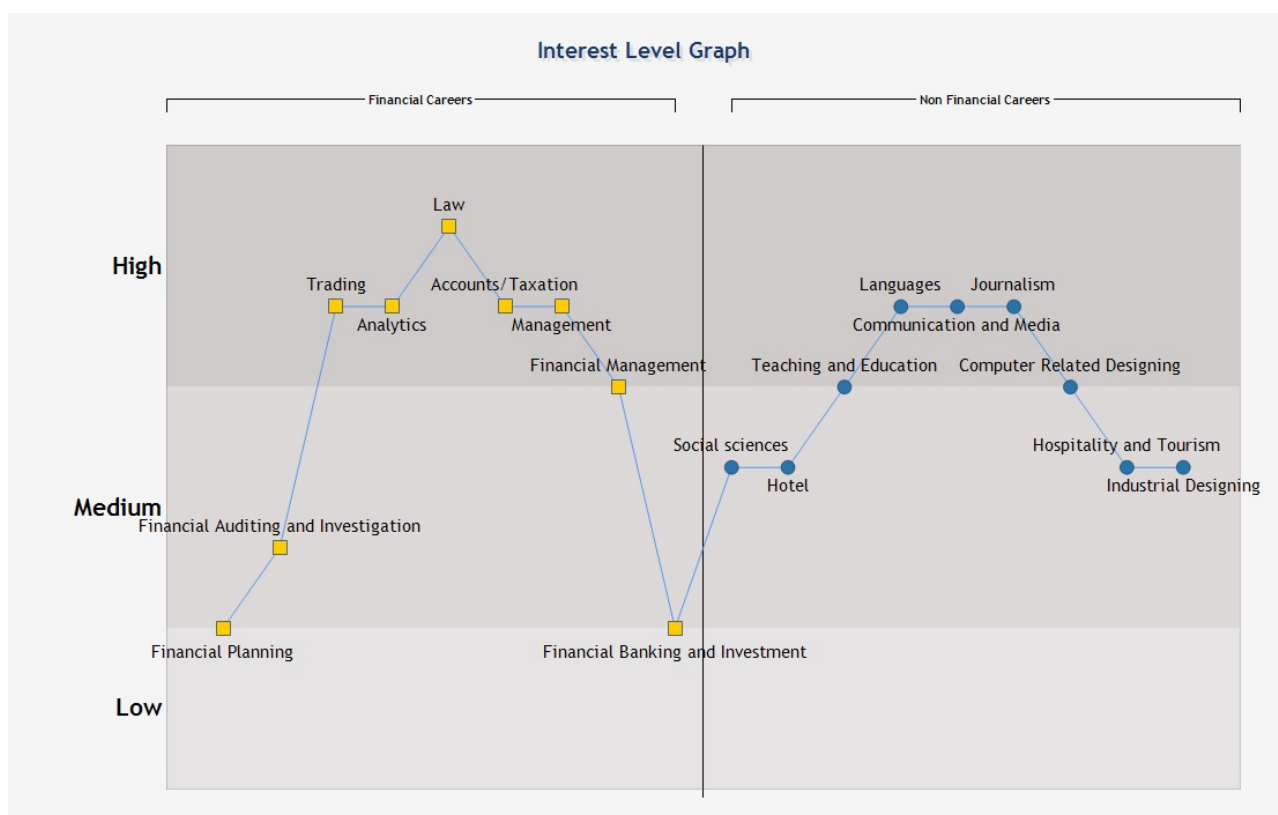 Interest Level Graph
Financial Careers
Non Financial Careers
High
Medium
Low
Law
Trading
Accounts/Taxation
Analytics
Management
Financial Management
Financial Auditing and Investigation
Financial Planning
Financial Banking and Investment
Languages
Journalism
Communication and Media
Teaching and Education
Computer Related Designing
Social sciences
Hotel
Hospitality and Tourism
Industrial Designing